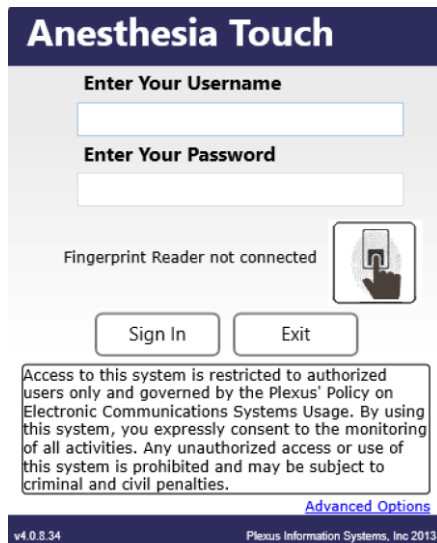 Anesthesia Touch
Enter Your Username
Enter Your Password
Fingerprint Reader not connected
Sign In
Exit
Access to this system is restricted to authorized
users only and governed by the Plexus' Policy on
Electronic Communications Systems Usage. By using
this system, you expressly consent to the monitoring
of all activities. Any unauthorized access or use of
this system is prohibited and may be subject to
criminal and civil penalties.
Advanced Options
v4.0.8.34
Plexus Information Systems, Inc 2013